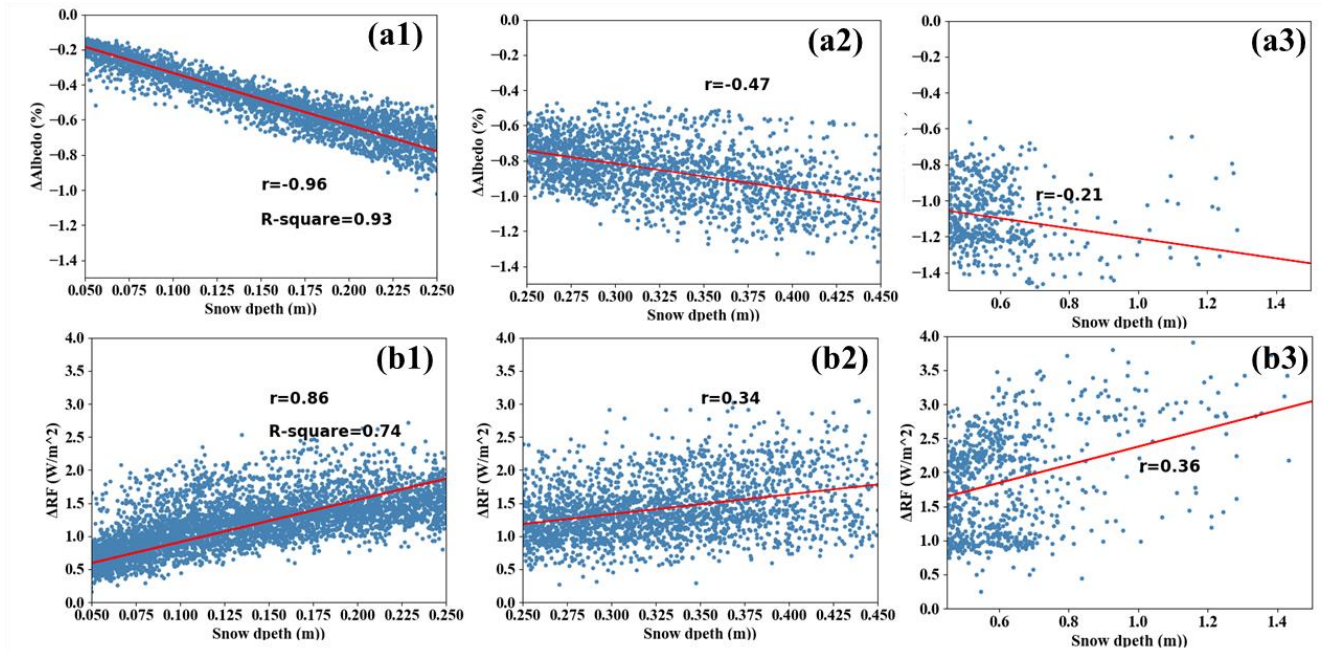 (a1)
ΔAlbedo (%)
0.0
−0.2
−0.4
−0.6
−0.8
−1.0
−1.2
−1.4
r=-0.96
R-square=0.93
0.050 0.075 0.100 0.125 0.150 0.175 0.200 0.225 0.250
Snow dpeth (m))
(a2)
ΔAlbedo (%)
0.0
−0.2
−0.4
−0.6
−0.8
−1.0
−1.2
−1.4
r=-0.47
0.250 0.275 0.300 0.325 0.350 0.375 0.400 0.425 0.450
Snow dpeth (m))
(a3)
0.0
−0.2
−0.4
−0.6
−0.8
−1.0
−1.2
−1.4
r=-0.21
0.6 0.8 1.0 1.2 1.4
Snow dpeth (m))
(b1)
ΔRF (W/m^2)
4.0
3.5
3.0
2.5
2.0
1.5
1.0
0.5
0.0
r=0.86
R-square=0.74
0.050 0.075 0.100 0.125 0.150 0.175 0.200 0.225 0.250
Snow dpeth (m))
(b2)
ΔRF (W/m^2)
4.0
3.5
3.0
2.5
2.0
1.5
1.0
0.5
0.0
r=0.34
0.250 0.275 0.300 0.325 0.350 0.375 0.400 0.425 0.450
Snow dpeth (m))
(b3)
ΔRF (W/m^2)
4.0
3.5
3.0
2.5
2.0
1.5
1.0
0.5
0.0
r=0.36
0.6 0.8 1.0 1.2 1.4
Snow dpeth (m))